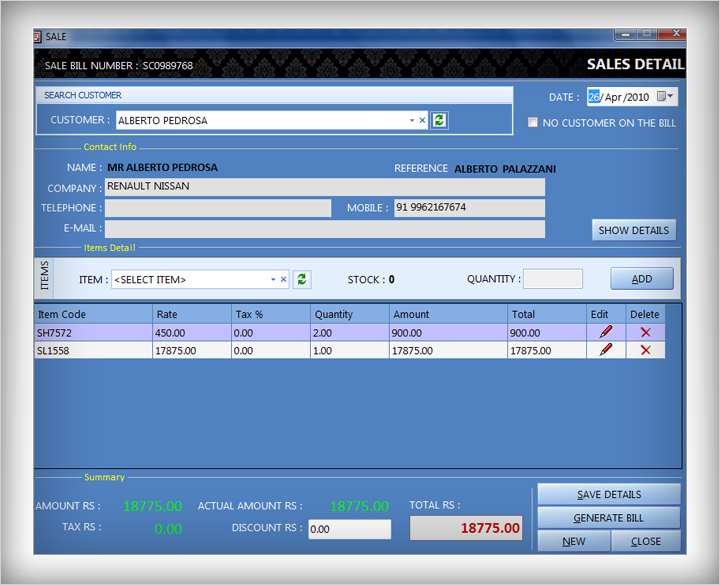 SALE
SALE BILL NUMBER : SC0989768 SALES DETAIL
SEARCH CUSTOMER
DATE : 26/ Apr /2010
CUSTOMER : ALBERTO PEDROSA
NO CUSTOMER ON THE BILL
Contact Info
NAME : MR ALBERTO PEDROSA REFERENCE ALBERTO PALAZZANI
COMPANY : RENAULT NISSAN
TELEPHONE : MOBILE : 91 9962167674
E-MAIL : SHOW DETAILS
Items Detail
ITEMS
ITEM : <SELECT ITEM> STOCK : 0 QUANTITY : ADD
Item Code Rate Tax % Quantity Amount Total Edit Delete
SH7572 450.00 0.00 2.00 900.00 900.00
SL1558 17875.00 0.00 1.00 17875.00 17875.00
Summary
AMOUNT RS : 18775.00 ACTUAL AMOUNT RS : 18775.00 TOTAL RS :
TAX RS : 0.00 DISCOUNT RS : 0.00 18775.00
SAVE DETAILS
GENERATE BILL
NEW CLOSE